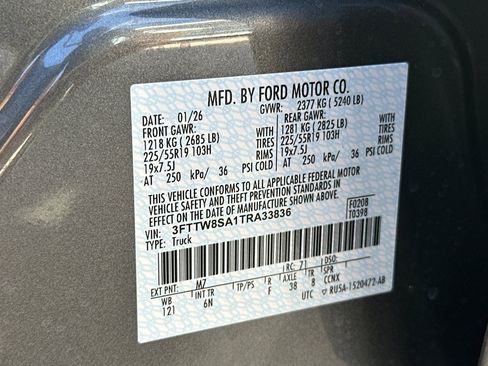 MFD. BY FORD MOTOR CO.
DATE: 01/26 GVWR: 2377 KG ( 5240 LB)
FRONT GAWR: REAR GAWR:
1218 KG ( 2685 LB) WITH 1281 KG ( 2825 LB) WITH
225/55R19 103H TIRES 225/55R19 103H TIRES
19x7.5J RIMS 19x7.5J RIMS
AT 250 kPa/ 36 PSI COLD AT 250 kPa/ 36 PSI COLD
THIS VEHICLE CONFORMS TO ALL APPLICABLE FEDERAL MOTOR
VEHICLE SAFETY AND THEFT PREVENTION STANDARDS IN
EFFECT ON THE DATE OF MANUFACTURE SHOWN ABOVE.
VIN: 3FTTW8SA1TRA33836 F0208
TYPE: Truck T0398
EXT PNT: M7 RC: 71 DSO:
WB INT TR TP/PS R AXLE TR SPR
121 6N F 38 8 CCNX
UTC RU5A-1520472-AB